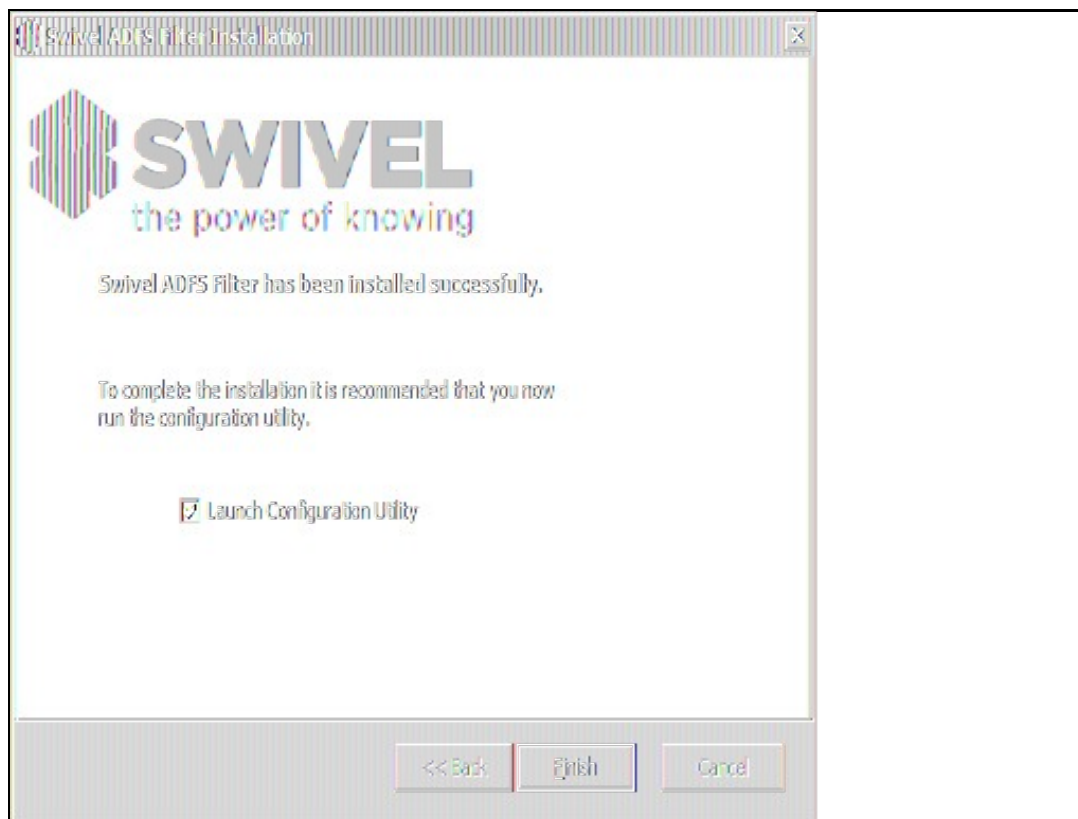 Swivel ADFS Filter Installation
SWIVEL
the power of knowing
Swivel ADFS Filter has been installed successfully.
To complete the installation it is recommended that you now
run the configuration utility.
Launch Configuration Utility
<< Back
Finish
Cancel